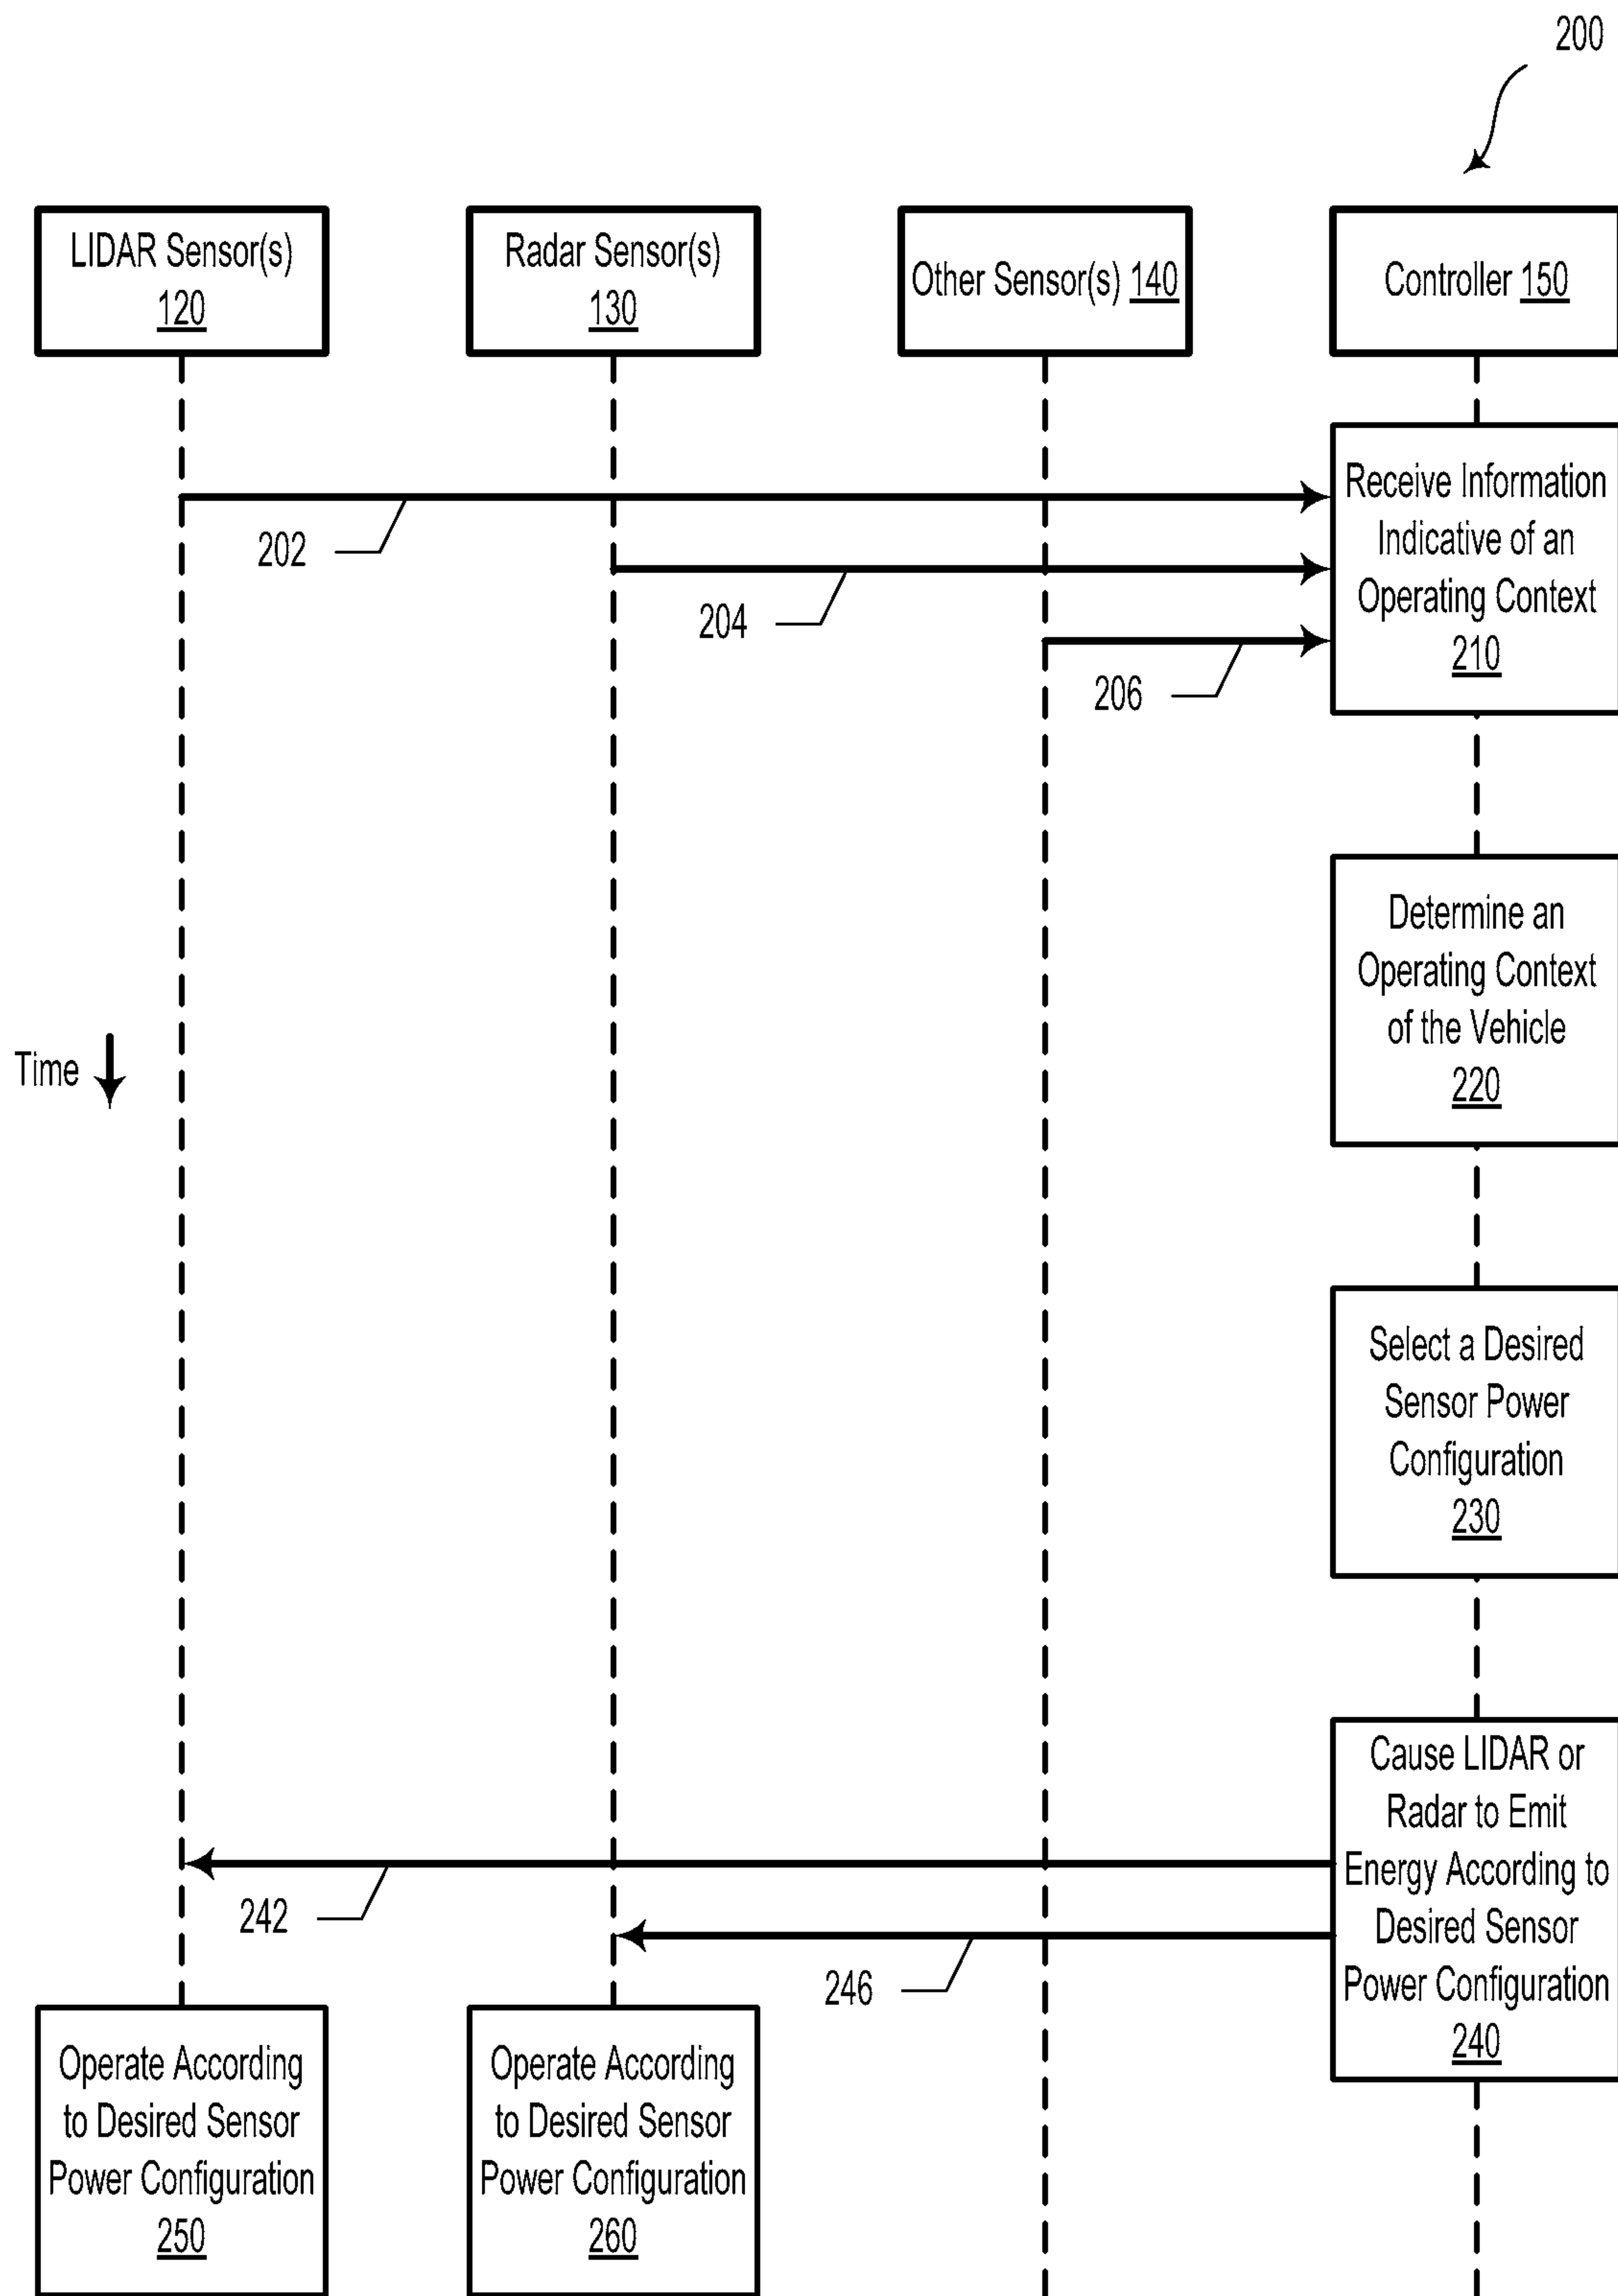 200
LIDAR Sensor(s)
120
Radar Sensor(s)
130
Other Sensor(s) 140
Controller 150
Receive Information
Indicative of an
Operating Context
210
202
204
206
Determine an
Operating Context
of the Vehicle
220
Time
Select a Desired
Sensor Power
Configuration
230
Cause LIDAR or
Radar to Emit
Energy According to
Desired Sensor
Power Configuration
240
242
246
Operate According
to Desired Sensor
Power Configuration
250
Operate According
to Desired Sensor
Power Configuration
260